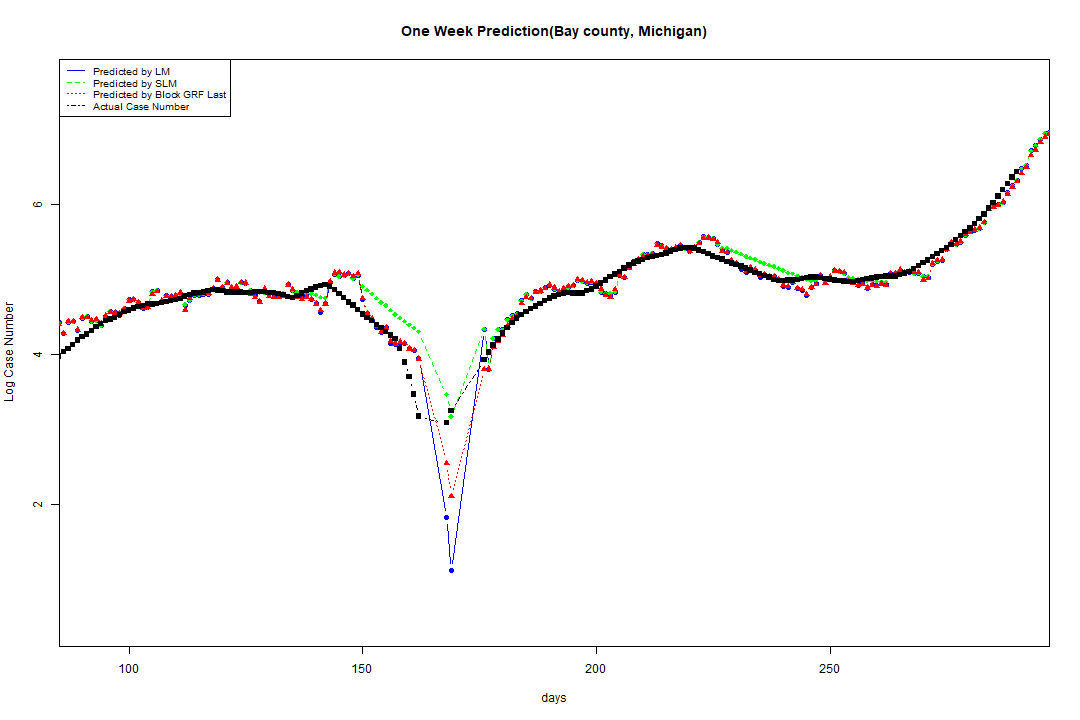 One Week Prediction(Bay county, Michigan)
Predicted by LM
Predicted by SLM
Predicted by Block GRF Last
Actual Case Number
6
4
2
Log Case Number
100
150
200
250
days